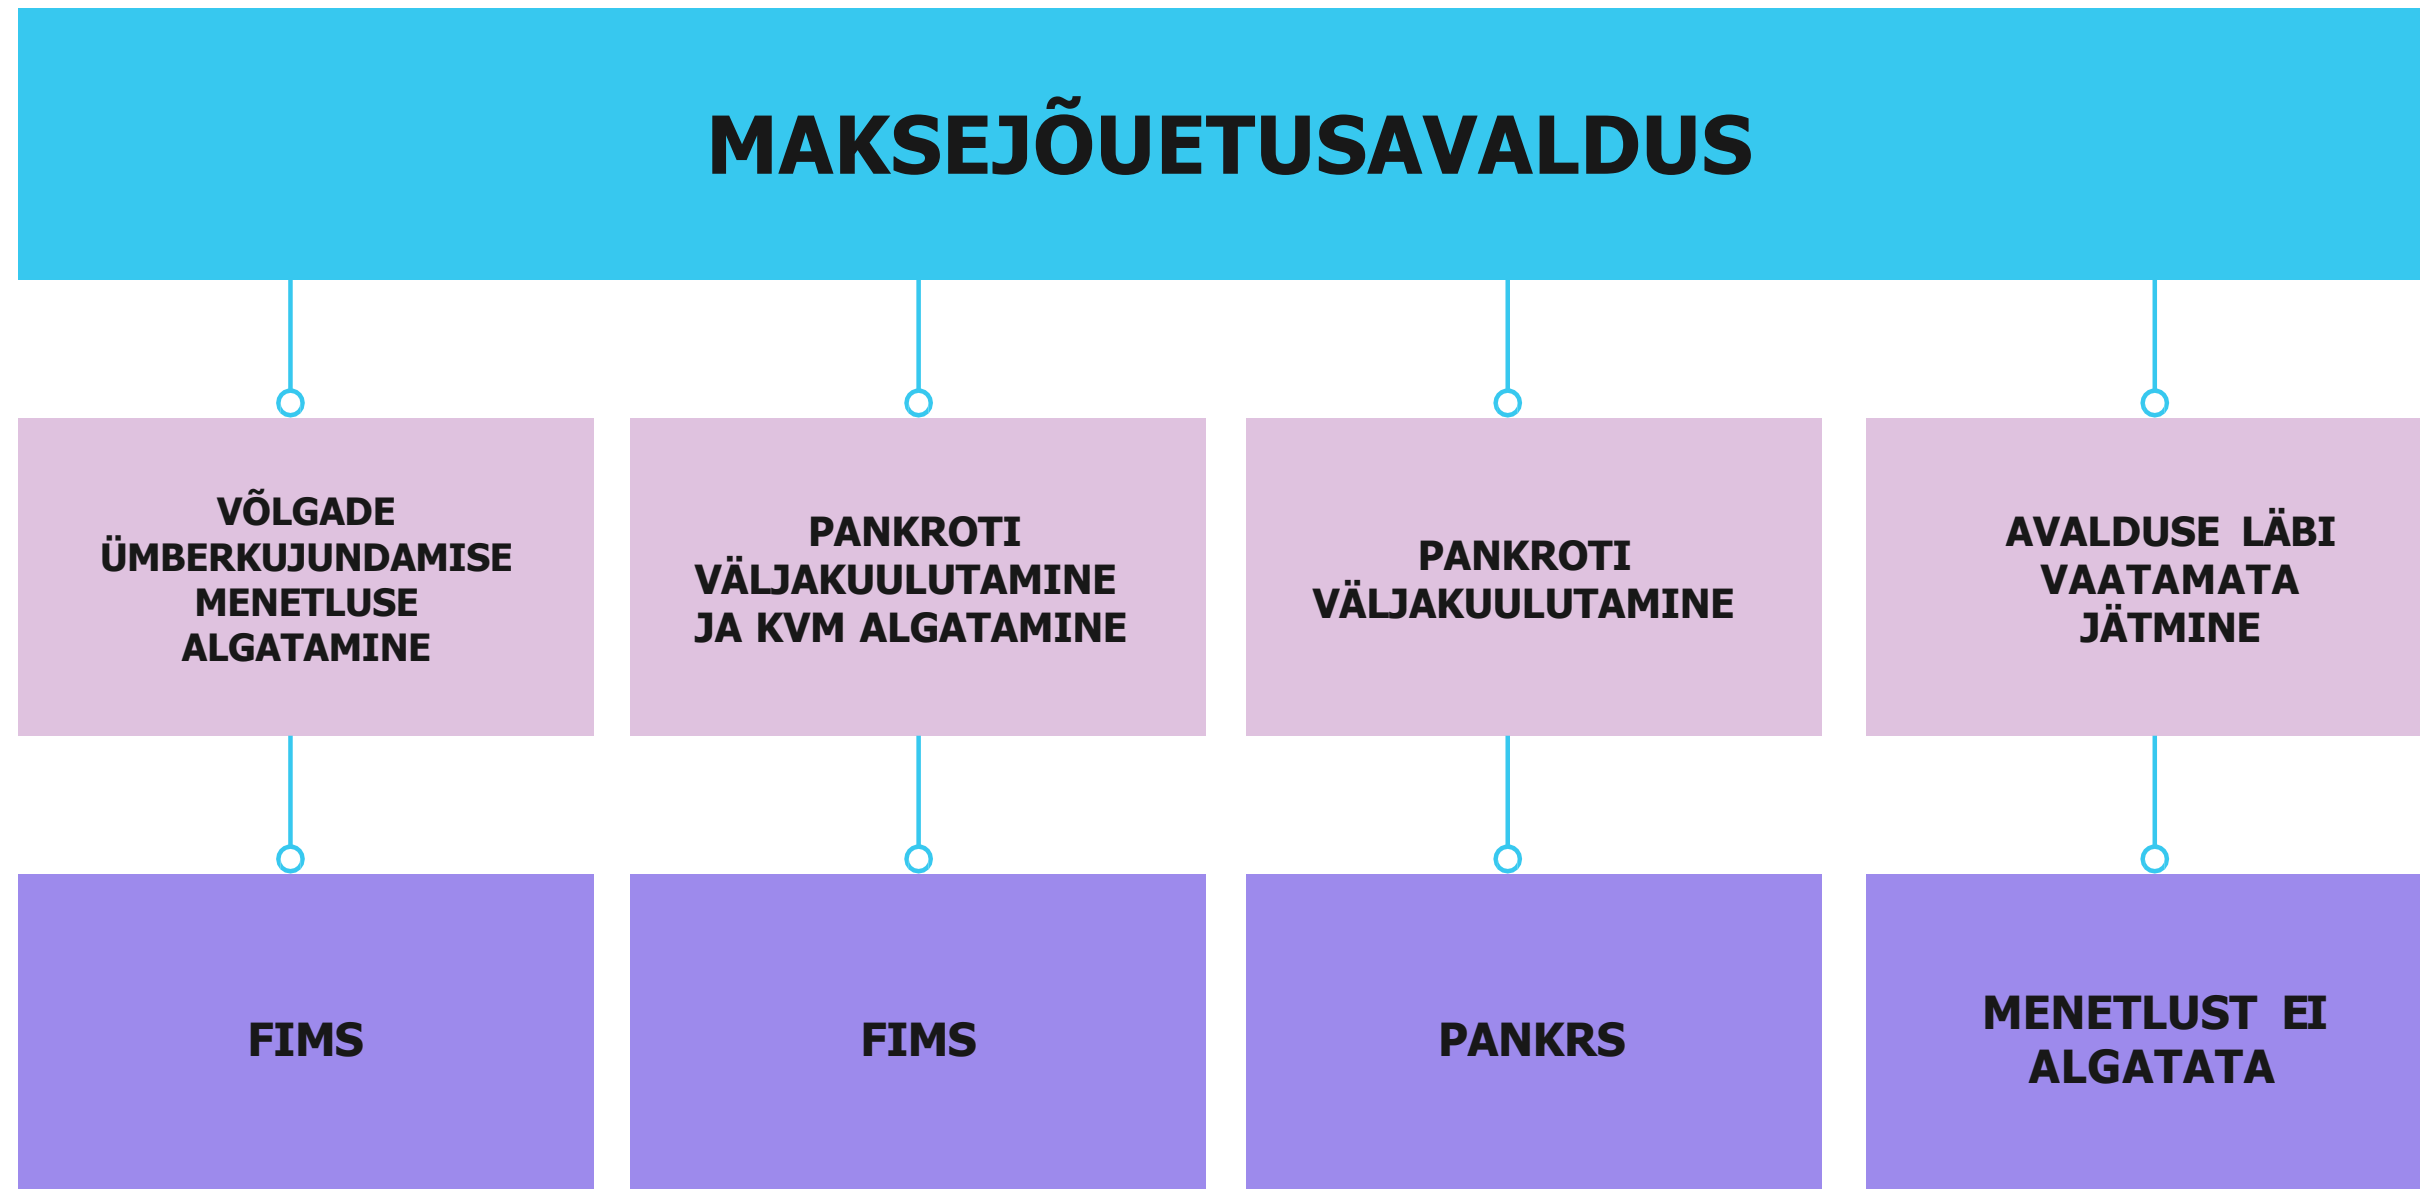 MAKSEJÕUETUSAVALDUS
VÕLGADE
ÜMBERKUJUNDAMISE
MENETLUSE
ALGATAMINE
PANKROTI
VÄLJAKUULUTAMINE
JA KVM ALGATAMINE
PANKROTI
VÄLJAKUULUTAMINE
AVALDUSE LÄBI
VAATAMATA
JÄTMINE
FIMS
FIMS
PANKRS
MENETLUST EI
ALGATATA